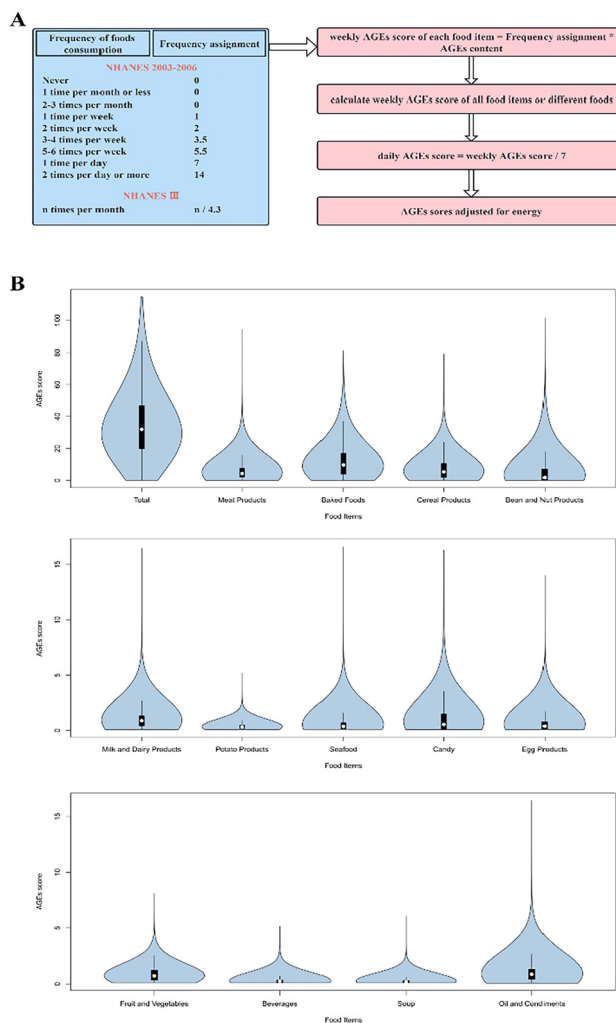 A
Frequency of foods consumption
Frequency assignment
NHANES 2003-2006
Never 0
1 time per month or less 0
2-3 times per month 0
1 time per week 1
2 times per week 2
3-4 times per week 3.5
5-6 times per week 5.5
1 time per day 7
2 times per day or more 14
NHANES III
n times per month n / 4.3
weekly AGEs score of each food item = Frequency assignment *
AGEs content
calculate weekly AGEs score of all food items or different foods
daily AGEs score = weekly AGEs score / 7
AGEs sores adjusted for energy
B
AGEs score
0 20 40 60 80 100
Total Meat Products Baked Foods Cereal Products Bean and Nut Products
Food Items
AGEs score
0 5 10 15
Milk and Dairy Products Potato Products Seafood Candy Egg Products
Food Items
AGEs score
0 5 10 15
Fruit and Vegetables Beverages Soup Oil and Condiments
Food Items